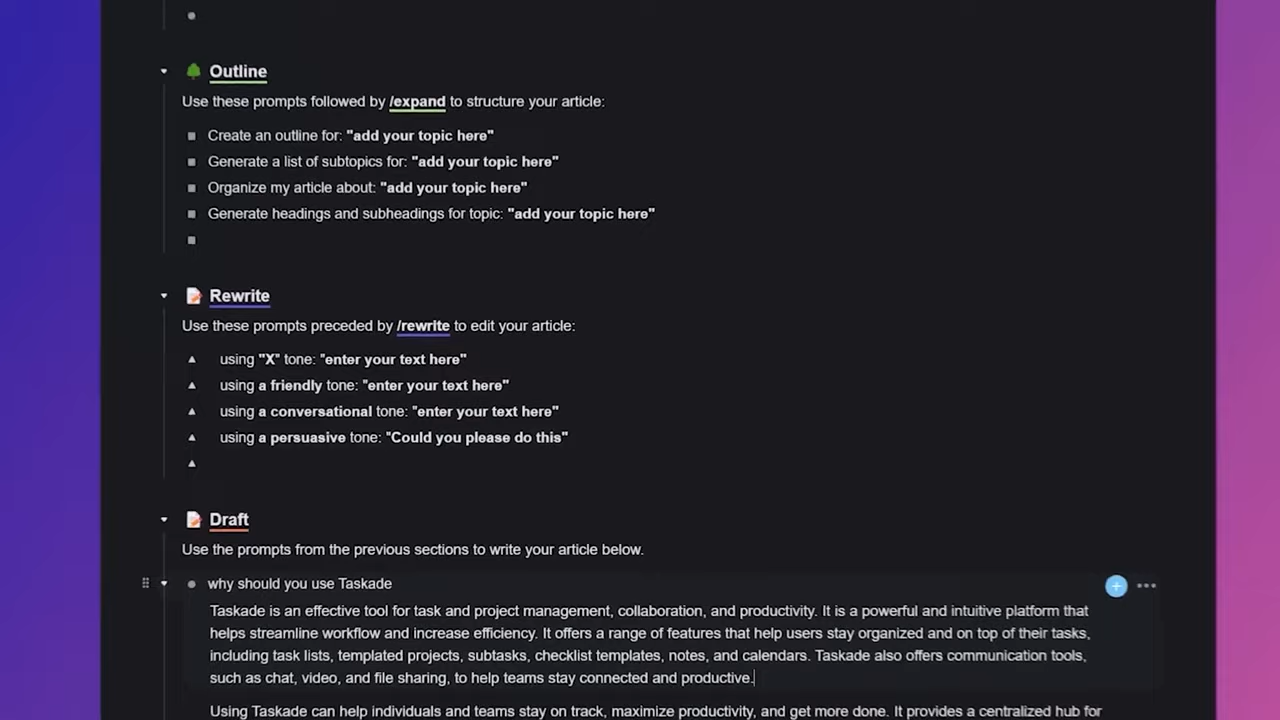 Outline
Use these prompts followed by /expand to structure your article:
Create an outline for: "add your topic here"
Generate a list of subtopics for: "add your topic here"
Organize my article about: "add your topic here"
Generate headings and subheadings for topic: "add your topic here"
Rewrite
Use these prompts preceded by /rewrite to edit your article:
using "X" tone: "enter your text here"
using a friendly tone: "enter your text here"
using a conversational tone: "enter your text here"
using a persuasive tone: "Could you please do this"
Draft
Use the prompts from the previous sections to write your article below.
why should you use Taskade
Taskade is an effective tool for task and project management, collaboration, and productivity. It is a powerful and intuitive platform that
helps streamline workflow and increase efficiency. It offers a range of features that help users stay organized and on top of their tasks,
including task lists, templated projects, subtasks, checklist templates, notes, and calendars. Taskade also offers communication tools,
such as chat, video, and file sharing, to help teams stay connected and productive.
Using Taskade can help individuals and teams stay on track, maximize productivity, and get more done. It provides a centralized hub for